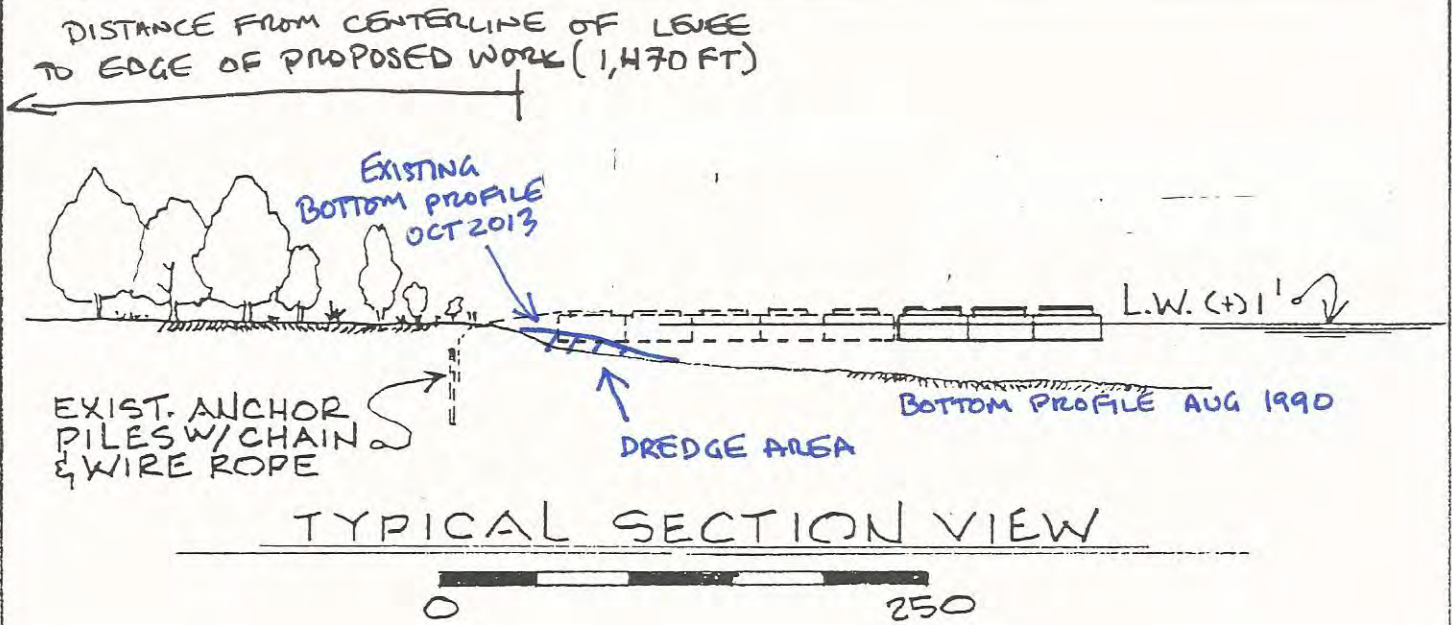 DISTANCE FROM CENTERLINE OF LEVEE
TO EDGE OF PROPOSED WORK (1,470 FT)
EXISTING
BOTTOM PROFILE
OCT 2013
L.W. (+) 1'
EXIST. ANCHOR
PILES W/ CHAIN
& WIRE ROPE
BOTTOM PROFILE AUG 1990
DREDGE AREA
TYPICAL SECTION VIEW
0 250